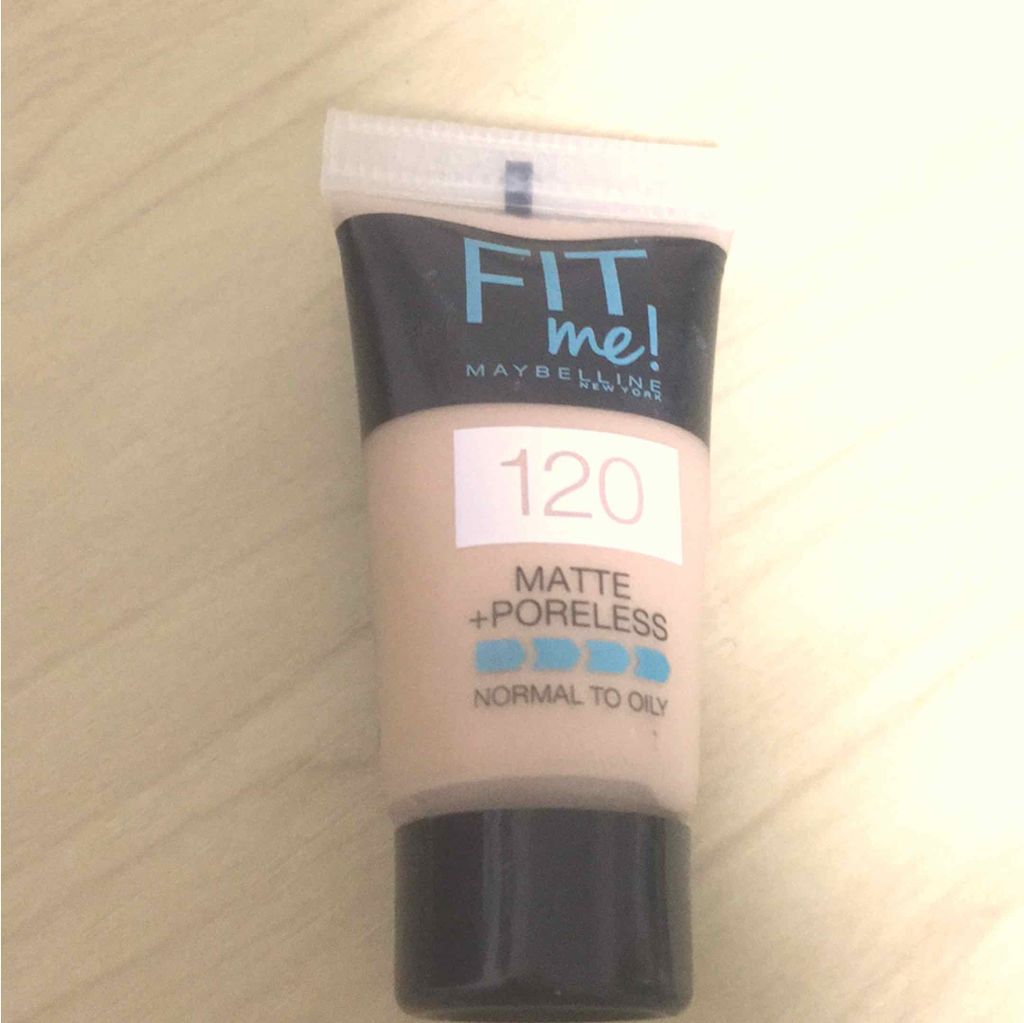 FIT
me!
MAYBELLINE
NEW YORK
120
MATTE
+PORELESS
NORMAL TO OILY